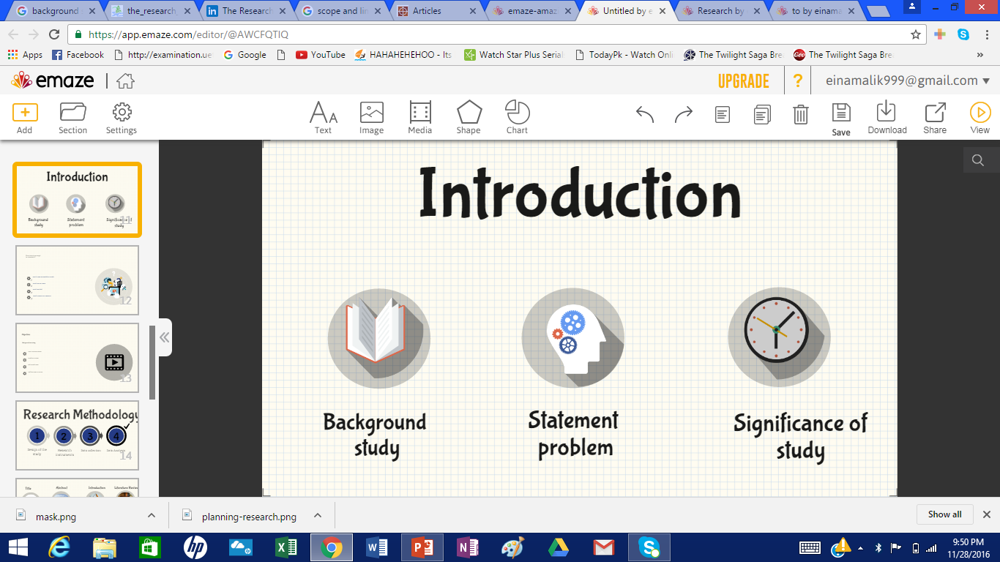 background
the_research_
The Research
scope and lin
Articles
emaze-amaz
Untitled by e
Research by
to by einama
https://app.emaze.com/editor/@AWCFQTIQ
Apps
Facebook
http://examination.ue
Google
YouTube
HAHAHEHEHOO - Its
Watch Star Plus Serial
TodayPk - Watch Onli
The Twilight Saga Bre
The Twilight Saga Brea
»
emaze
UPGRADE
?
einamalik999@gmail.com
Add
Section
Settings
Text
Image
Media
Shape
Chart
Save
Download
Share
View
Introduction
Background
study
Statement
problem
Significance of
study
11
12
13
Research Methodology
1 2 3 4
Design of the
study
Research
instruments
Data collection
Data Analysis
14
Title
Abstract
Introduction
Literature Review
Introduction
Background
study
Statement
problem
Significance of
study
mask.png
planning-research.png
Show all
9:50 PM
11/28/2016